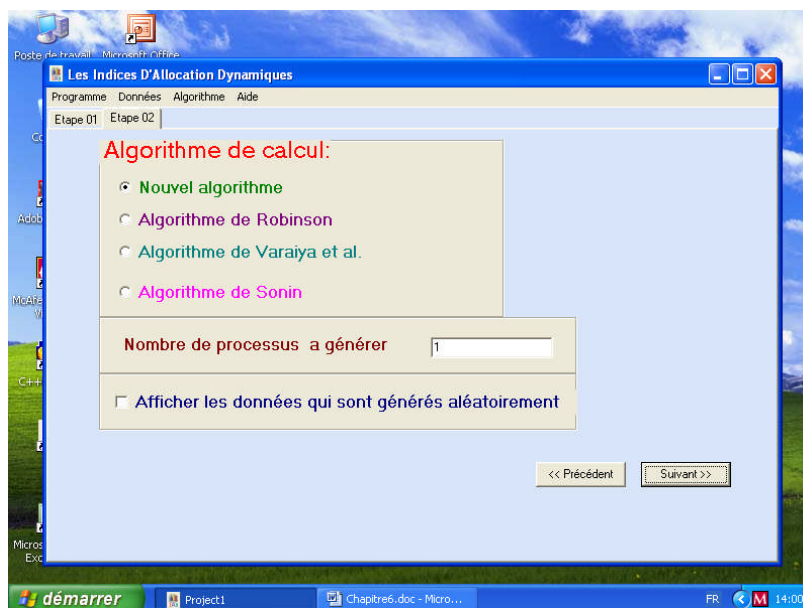 Poste de travail Microsoft Office
Les Indices D'Allocation Dynamiques
Programme Données Algorithme Aide
Etape 01 Etape 02
Algorithme de calcul:
Nouvel algorithme
Algorithme de Robinson
Algorithme de Varaiya et al.
Algorithme de Sonin
Nombre de processus a générer 1
Afficher les données qui sont générés aléatoirement
<< Précédent Suivant >>
démarrer Project1 Chapitre6.doc - Micro... FR 14:00